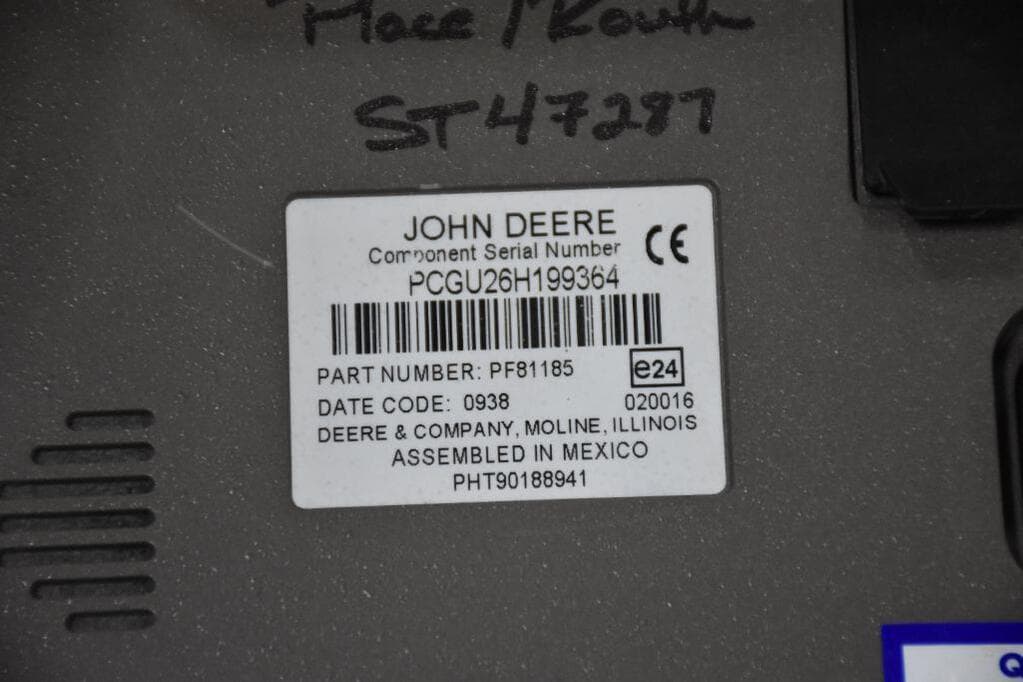 ST47287
JOHN DEERE
Component Serial Number
CE
PCGU26H199364
PART NUMBER: PF81185
e24
DATE CODE: 0938
020016
DEERE & COMPANY, MOLINE, ILLINOIS
ASSEMBLED IN MEXICO
PHT90188941
Q